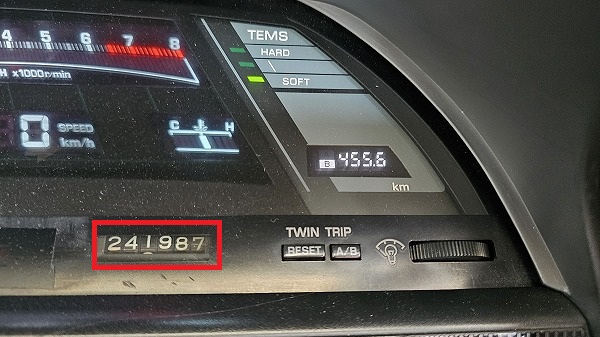 TEMS
HARD
SOFT
4 5 6 7 8
x1000r/min
0 SPEED
km/h
C H
B 455.6
km
241987
TWIN TRIP
RESET A/B